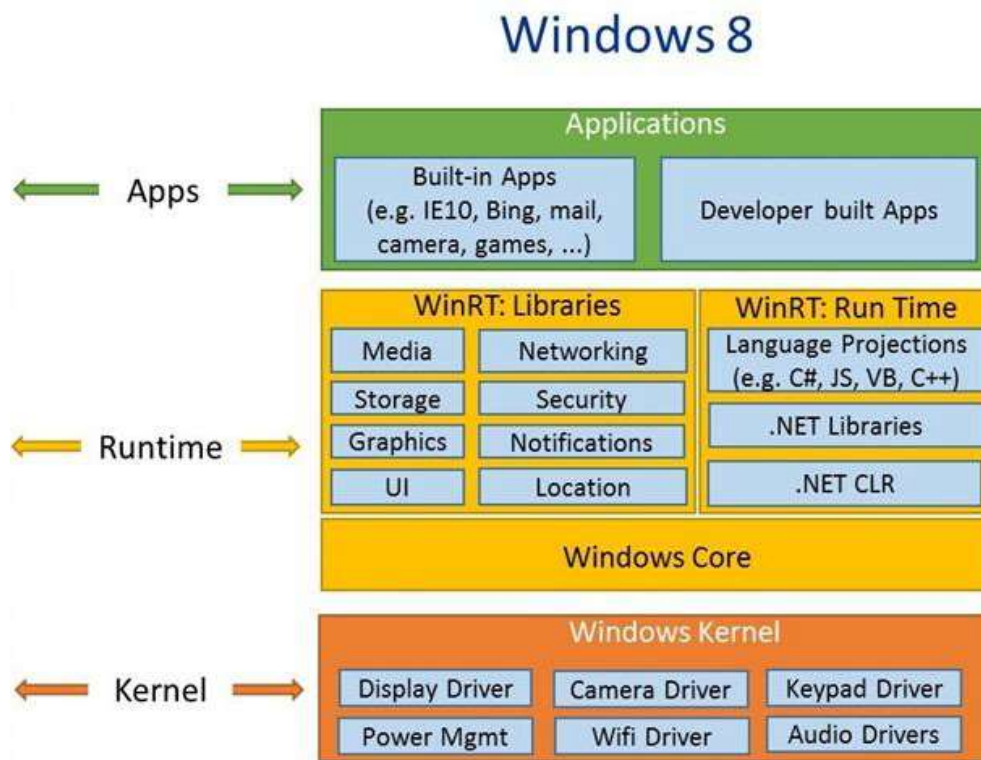 Windows 8
Apps
Applications
Built-in Apps
(e.g. IE10, Bing, mail,
camera, games, ...)
Developer built Apps
Runtime
WinRT: Libraries
Media
Networking
Storage
Security
Graphics
Notifications
UI
Location
WinRT: Run Time
Language Projections
(e.g. C#, JS, VB, C++)
.NET Libraries
.NET CLR
Windows Core
Kernel
Windows Kernel
Display Driver
Camera Driver
Keypad Driver
Power Mgmt
Wifi Driver
Audio Drivers